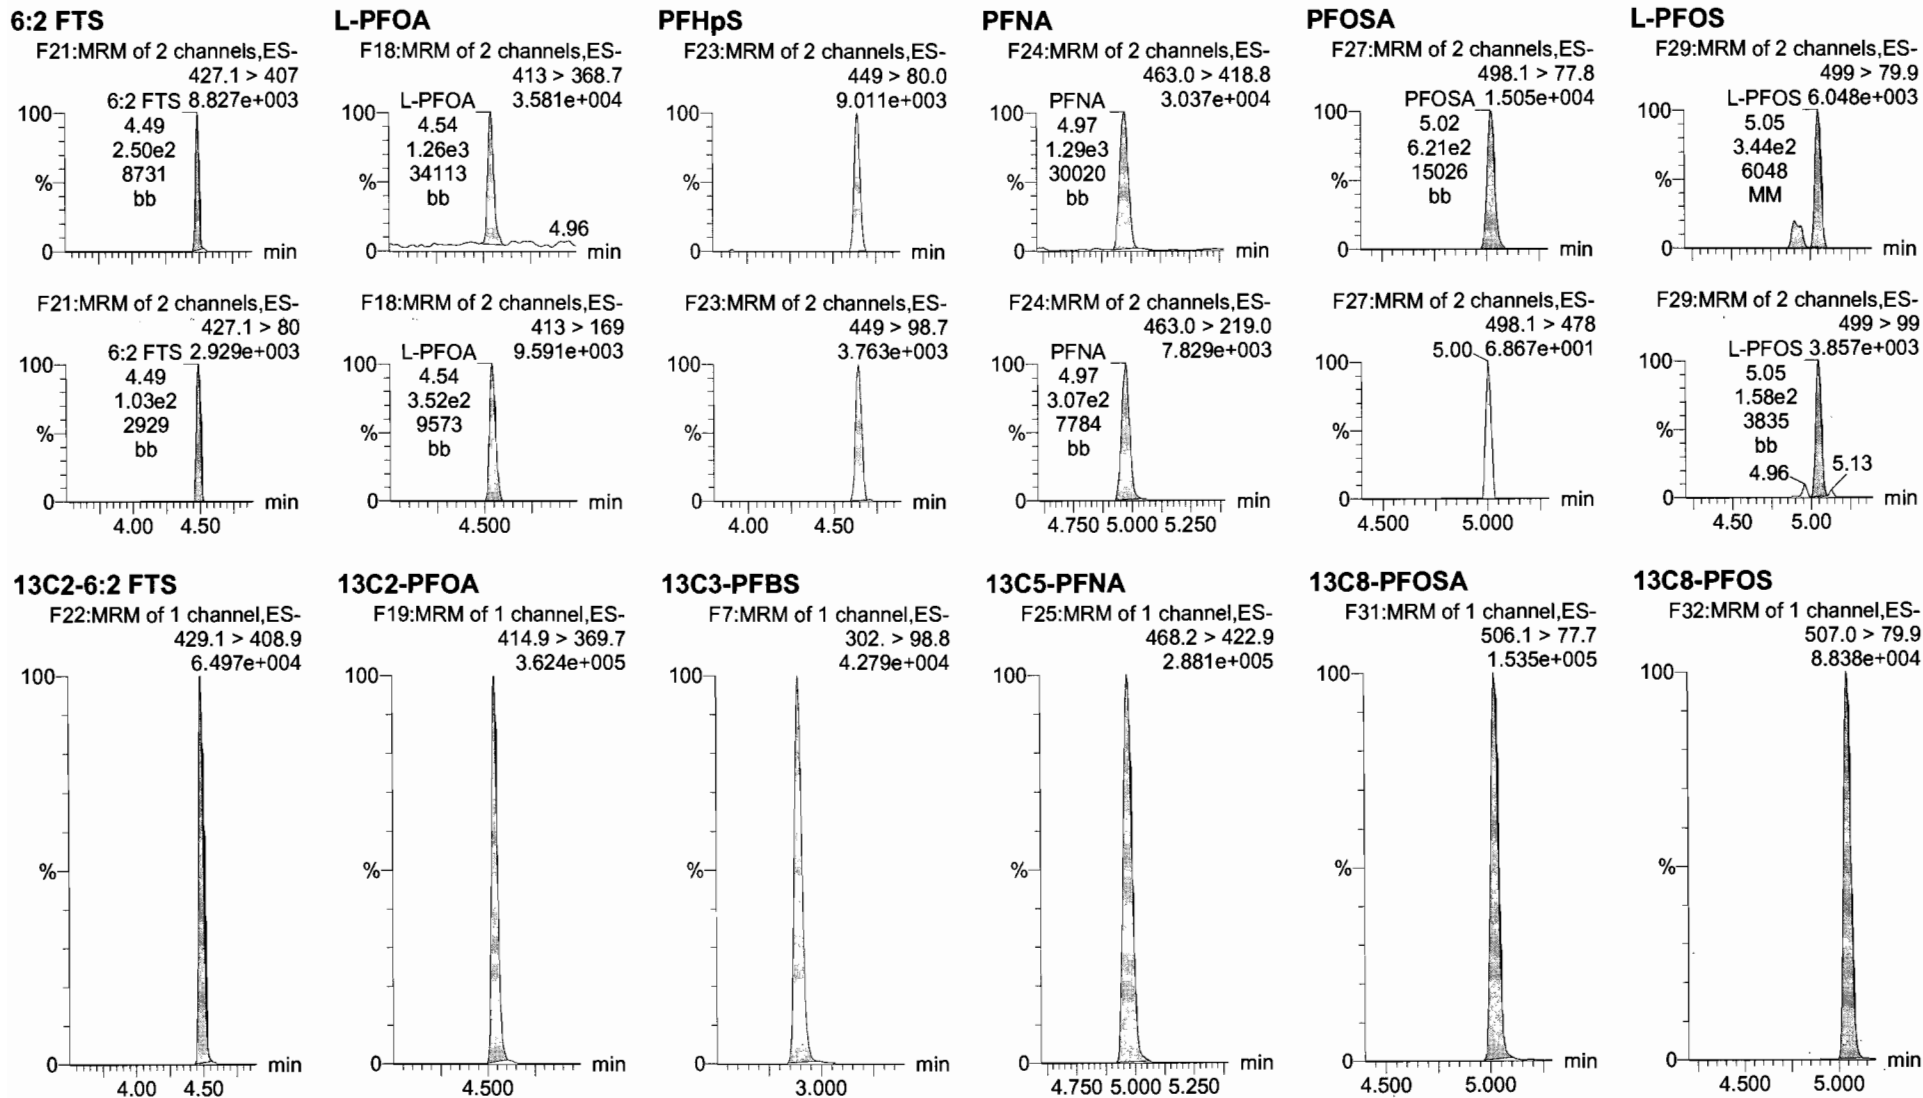 6:2 FTS
F21:MRM of 2 channels,ES-
427.1 > 407
6:2 FTS 8.827e+003
100
4.49
2.50e2
8731
bb
%
0
min
L-PFOA
F18:MRM of 2 channels,ES-
413 > 368.7
L-PFOA 3.581e+004
100
4.54
1.26e3
34113
bb
%
4.96
0
min
PFHpS
F23:MRM of 2 channels,ES-
449 > 80.0
9.011e+003
100
%
0
min
PFNA
F24:MRM of 2 channels,ES-
463.0 > 418.8
PFNA 3.037e+004
100
4.97
1.29e3
30020
bb
%
0
min
PFOSA
F27:MRM of 2 channels,ES-
498.1 > 77.8
PFOSA 1.505e+004
100
5.02
6.21e2
15026
bb
%
0
min
L-PFOS
F29:MRM of 2 channels,ES-
499 > 79.9
L-PFOS 6.048e+003
100
5.05
3.44e2
6048
MM
%
0
min
F21:MRM of 2 channels,ES-
427.1 > 80
6:2 FTS 2.929e+003
100
4.49
1.03e2
2929
bb
%
0
min
4.00 4.50
F18:MRM of 2 channels,ES-
413 > 169
L-PFOA 9.591e+003
100
4.54
3.52e2
9573
bb
%
0
min
4.500
F23:MRM of 2 channels,ES-
449 > 98.7
3.763e+003
100
%
0
min
4.00 4.50
F24:MRM of 2 channels,ES-
463.0 > 219.0
PFNA 7.829e+003
100
4.97
3.07e2
7784
bb
%
0
min
4.750 5.000 5.250
F27:MRM of 2 channels,ES-
498.1 > 478
5.00 6.867e+001
100
%
0
min
4.500 5.000
F29:MRM of 2 channels,ES-
499 > 99
L-PFOS 3.857e+003
100
5.05
1.58e2
3835
bb
%
4.96 5.13
0
min
4.50 5.00
13C2-6:2 FTS
F22:MRM of 1 channel,ES-
429.1 > 408.9
6.497e+004
100
%
0
min
4.00 4.50
13C2-PFOA
F19:MRM of 1 channel,ES-
414.9 > 369.7
3.624e+005
100
%
0
min
4.500
13C3-PFBS
F7:MRM of 1 channel,ES-
302. > 98.8
4.279e+004
100
%
0
min
3.000
13C5-PFNA
F25:MRM of 1 channel,ES-
468.2 > 422.9
2.881e+005
100
%
0
min
4.750 5.000 5.250
13C8-PFOSA
F31:MRM of 1 channel,ES-
506.1 > 77.7
1.535e+005
100
%
0
min
4.500 5.000
13C8-PFOS
F32:MRM of 1 channel,ES-
507.0 > 79.9
8.838e+004
100
%
0
min
4.500 5.000